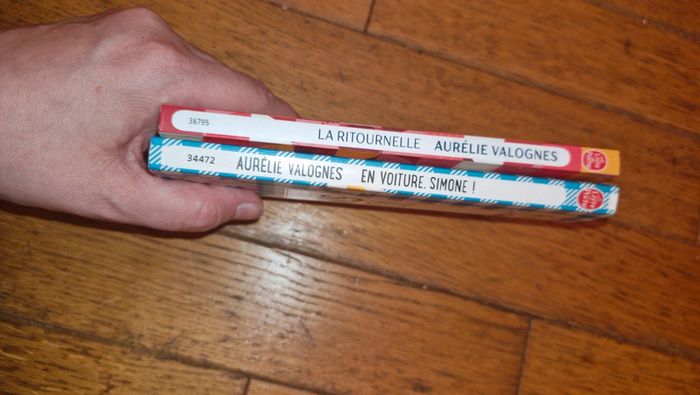 36795 LA RITOURNELLE AURÉLIE VALOGNES
34472 AURÉLIE VALOGNES EN VOITURE, SIMONE !